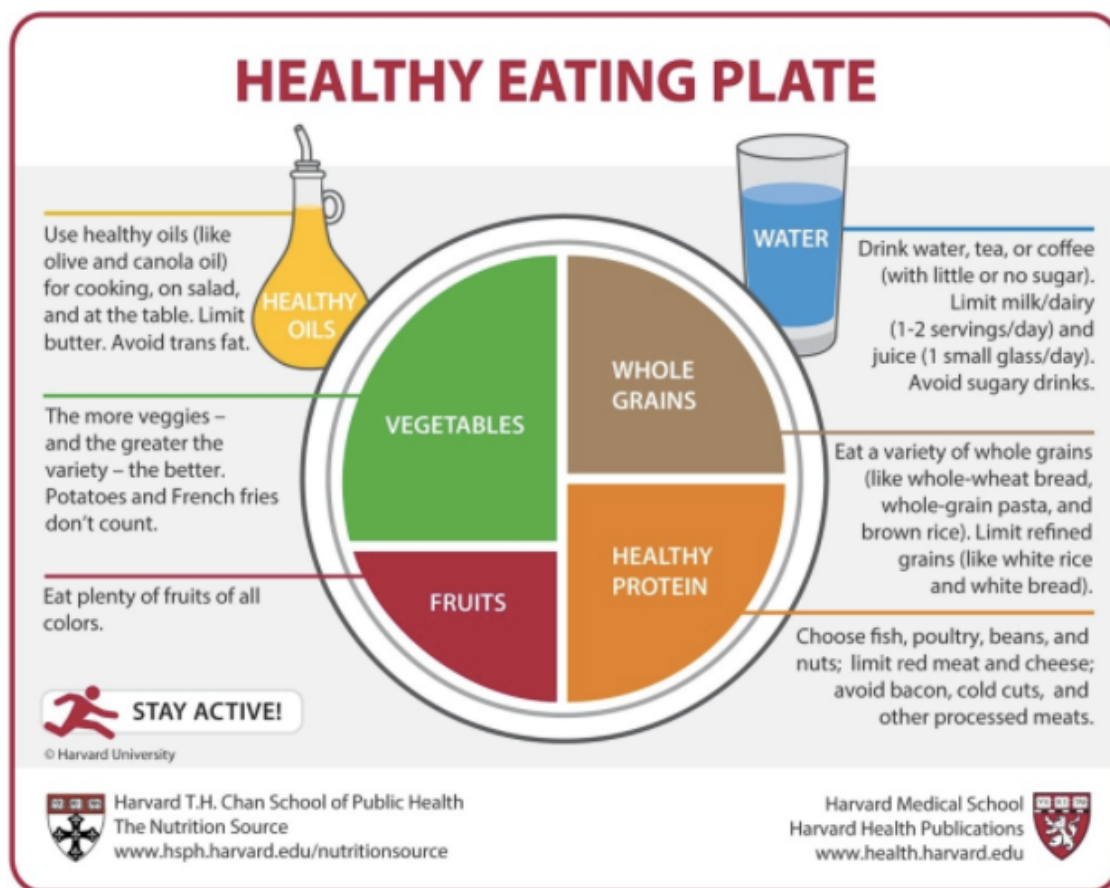 HEALTHY EATING PLATE
Use healthy oils (like
olive and canola oil)
for cooking, on salad,
and at the table. Limit
butter. Avoid trans fat.
HEALTHY
OILS
The more veggies –
and the greater the
variety – the better.
Potatoes and French fries
don't count.
Eat plenty of fruits of all
colors.
VEGETABLES
FRUITS
WHOLE
GRAINS
HEALTHY
PROTEIN
WATER
Drink water, tea, or coffee
(with little or no sugar).
Limit milk/dairy
(1-2 servings/day) and
juice (1 small glass/day).
Avoid sugary drinks.
Eat a variety of whole grains
(like whole-wheat bread,
whole-grain pasta, and
brown rice). Limit refined
grains (like white rice
and white bread).
Choose fish, poultry, beans, and
nuts; limit red meat and cheese;
avoid bacon, cold cuts, and
other processed meats.
STAY ACTIVE!
© Harvard University
Harvard T.H. Chan School of Public Health
The Nutrition Source
www.hsph.harvard.edu/nutritionsource
Harvard Medical School
Harvard Health Publications
www.health.harvard.edu